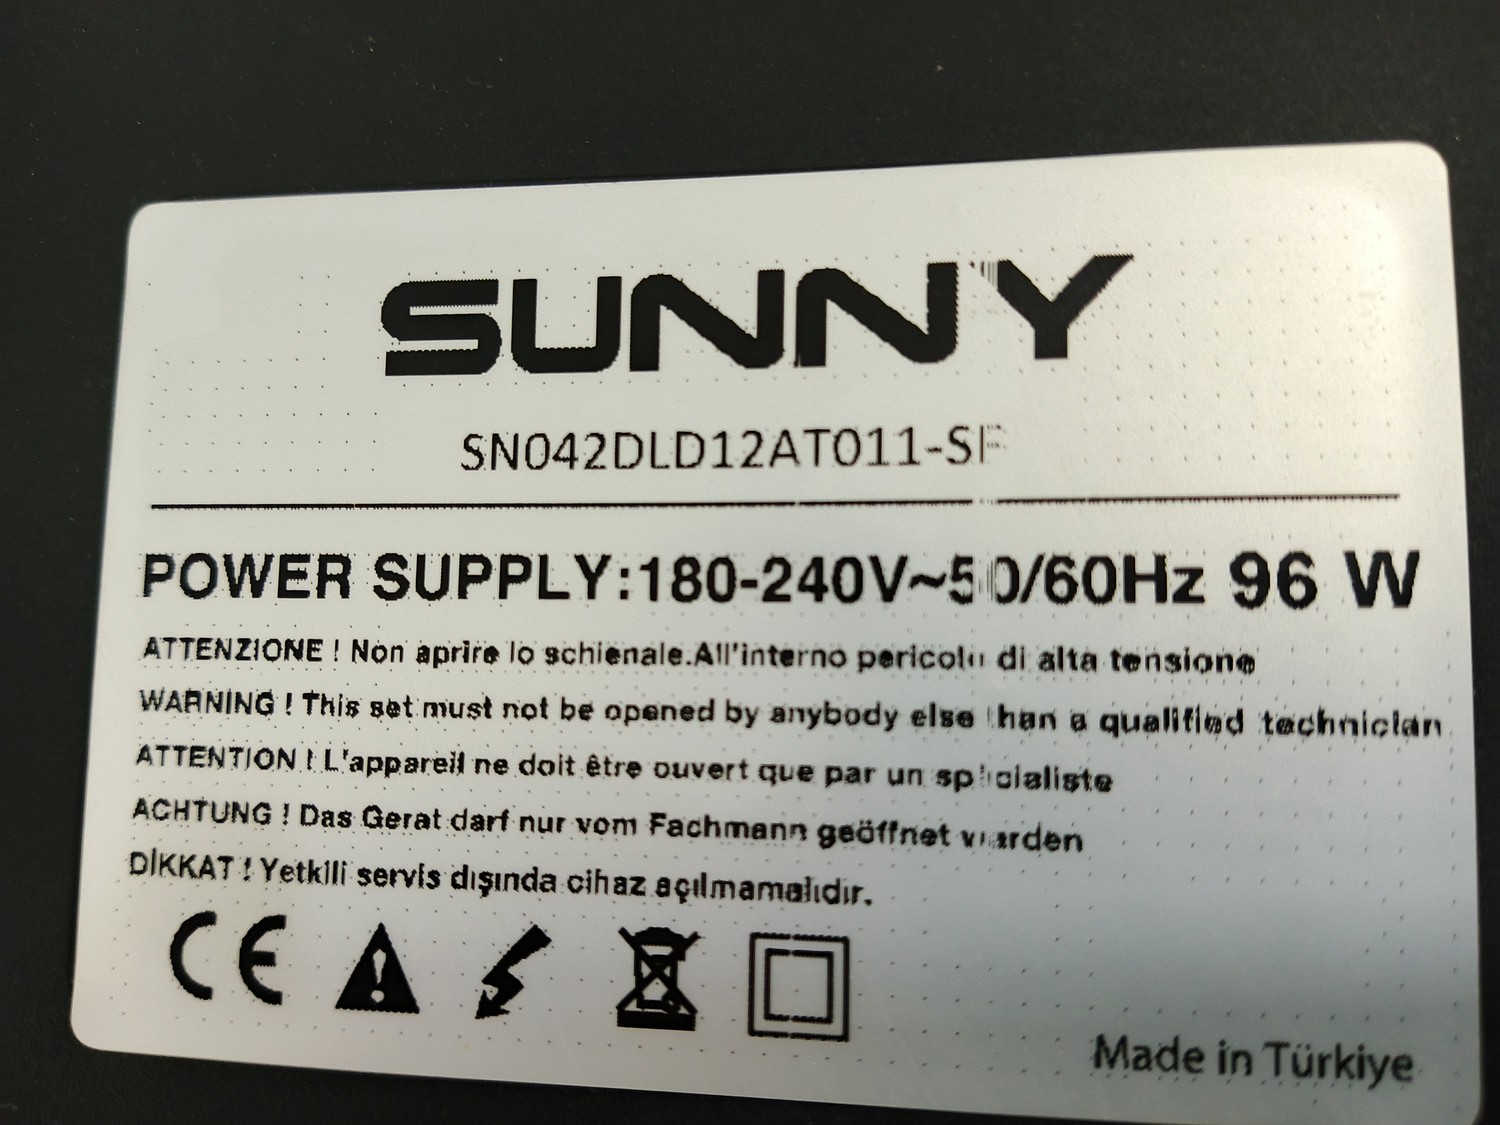 SUNNY
SN042DLD12AT011-SF
POWER SUPPLY:180-240V~50/60Hz 96 W
ATTENZIONE ! Non aprire lo schienale.All'interno pericolo di alta tensione
WARNING ! This set must not be opened by anybody else than a qualified technician
ATTENTION ! L'appareil ne doit être ouvert que par un spécialiste
ACHTUNG ! Das Gerat darf nur vom Fachmann geöffnet warden
DİKKAT ! Yetkili servis dışında cihaz açılmamalıdır.
CE
Made in Türkiye